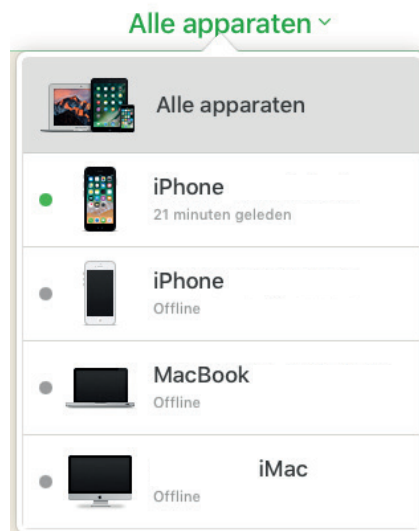 Alle apparaten
Alle apparaten
iPhone
21 minuten geleden
iPhone
Offline
MacBook
Offline
iMac
Offline